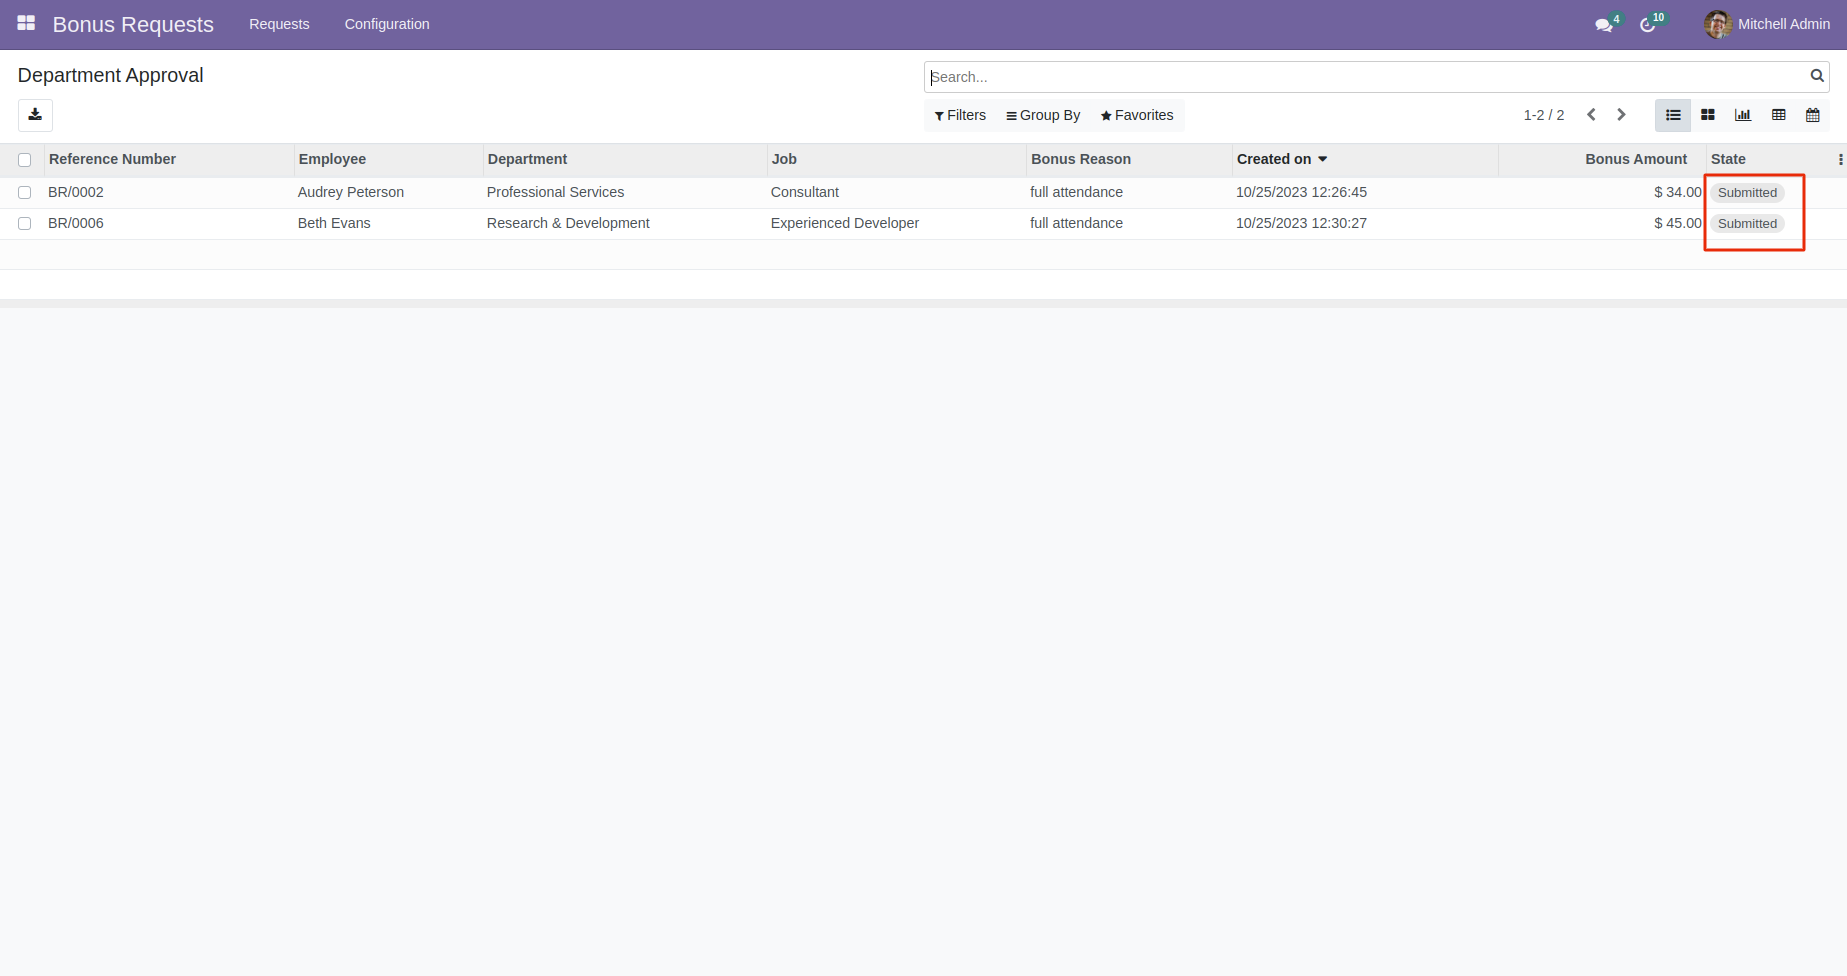 Bonus Requests Requests Configuration 4 10 Mitchell Admin
Department Approval Search...
Filters Group By Favorites 1-2 / 2
Reference Number Employee Department Job Bonus Reason Created on Bonus Amount State
BR/0002 Audrey Peterson Professional Services Consultant full attendance 10/25/2023 12:26:45 $ 34.00 Submitted
BR/0006 Beth Evans Research & Development Experienced Developer full attendance 10/25/2023 12:30:27 $ 45.00 Submitted